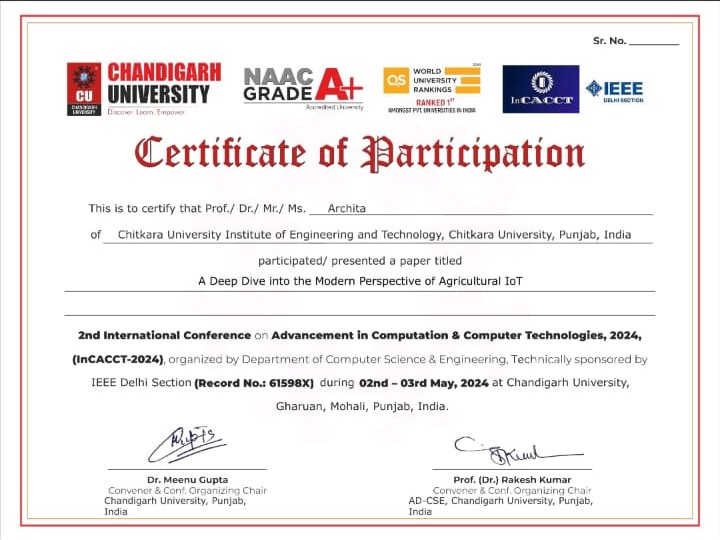 Sr. No.
CU
CHANDIGARH UNIVERSITY
CHANDIGARH
UNIVERSITY
Discover. Learn. Empower.
NAAC
GRADE A+
Accredited University
QS WORLD UNIVERSITY RANKINGS
RANKED 1ST
AMONGST PVT. UNIVERSITIES IN INDIA
InCACCT
IEEE
DELHI SECTION
Certificate of Participation
This is to certify that Prof./ Dr./ Mr./ Ms. Archita
of Chitkara University Institute of Engineering and Technology, Chitkara University, Punjab, India
participated/ presented a paper titled
A Deep Dive into the Modern Perspective of Agricultural IoT
2nd International Conference on Advancement in Computation & Computer Technologies, 2024,
(InCACCT-2024), organized by Department of Computer Science & Engineering, Technically sponsored by
IEEE Delhi Section (Record No.: 61598X) during 02nd – 03rd May, 2024 at Chandigarh University,
Gharuan, Mohali, Punjab, India.
Dr. Meenu Gupta
Convener & Conf. Organizing Chair
Chandigarh University, Punjab,
India
Prof. (Dr.) Rakesh Kumar
Convener & Conf. Organizing Chair
AD-CSE, Chandigarh University, Punjab,
India